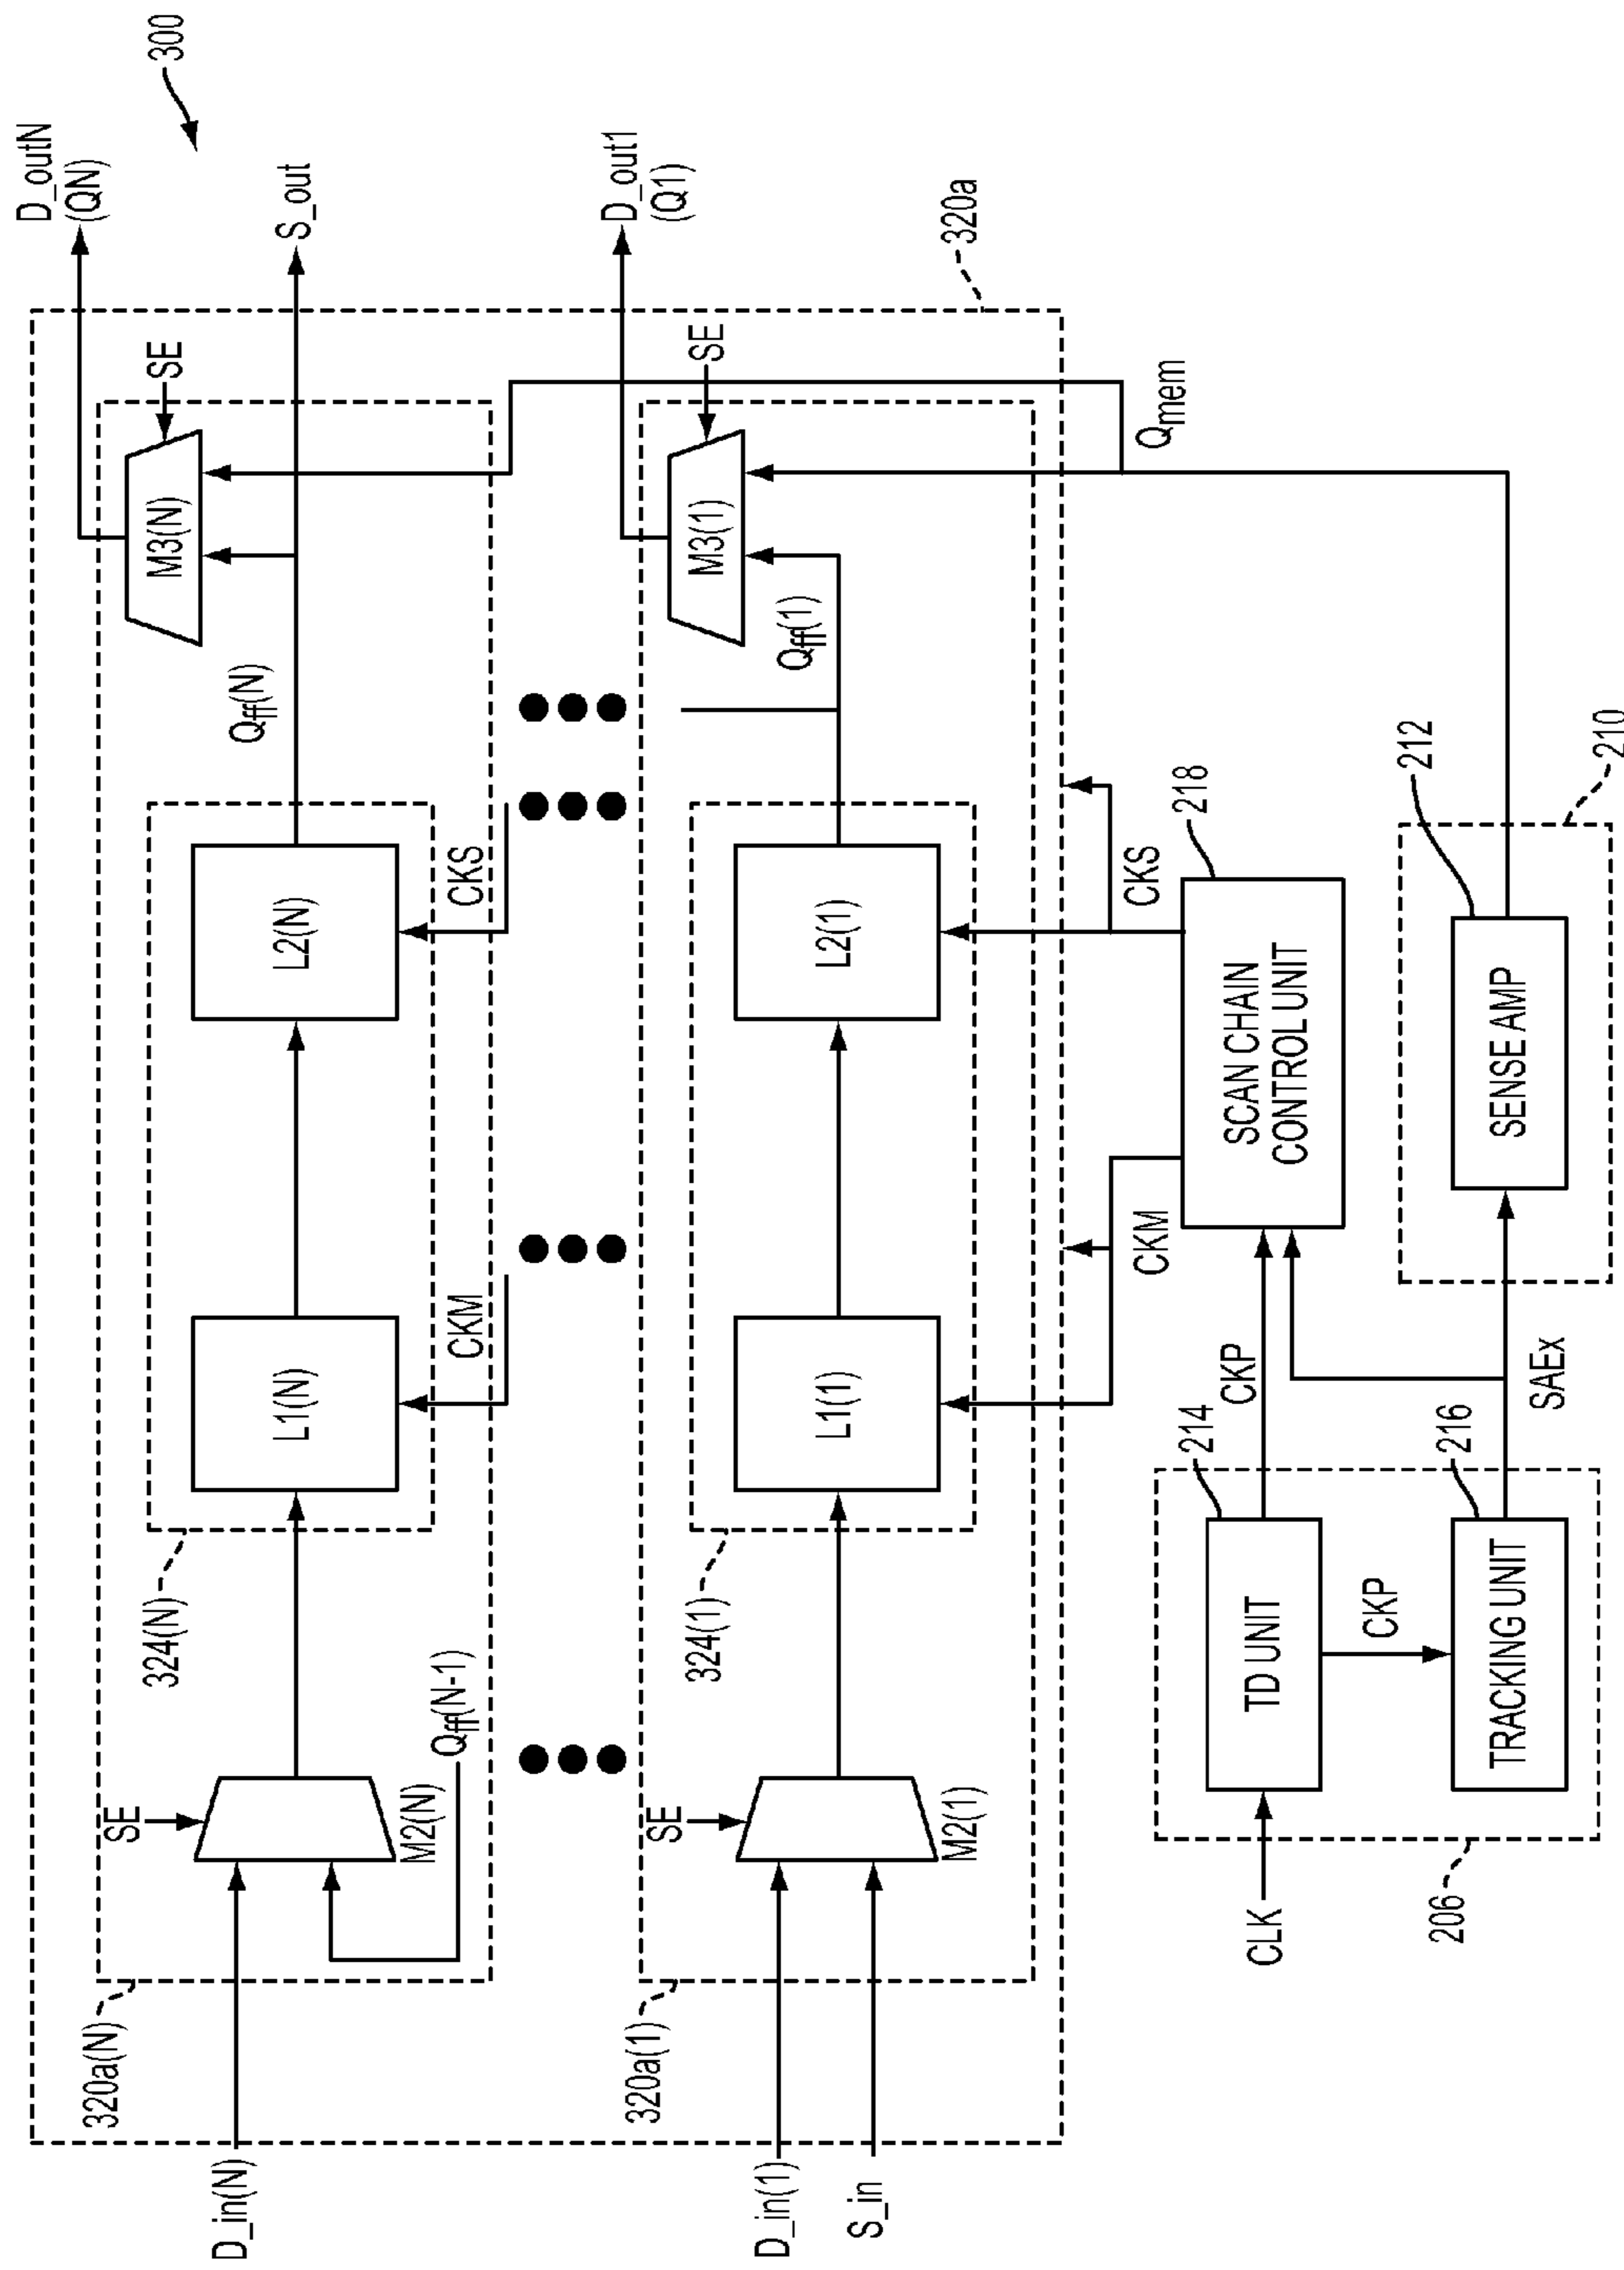 300
D_outN
(QN)
S_out
D_out1
(Q1)
320a
SE
M3(N)
Qff(N)
L2(N)
CKS
L1(N)
CKM
324(N)
SE
M2(N)
Qff(N-1)
320a(N)
D_in(N)
SE
M3(1)
Qff(1)
L2(1)
L1(1)
324(1)
SE
M2(1)
320a(1)
D_in(1)
S_in
Qmem
CKS
CKM
218
SCAN CHAIN
CONTROL UNIT
212
210
SENSE AMP
CKP
SAEx
214
216
TD UNIT
CKP
TRACKING UNIT
CLK
206